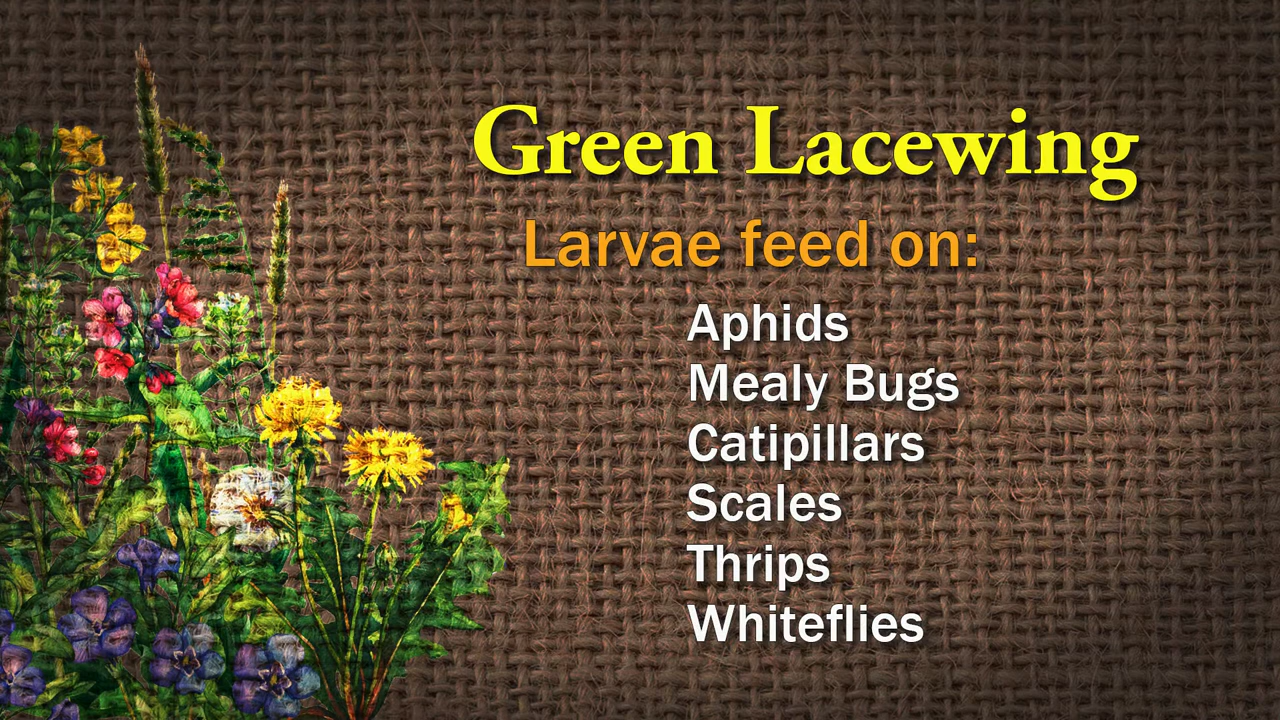 Green Lacewing
Larvae feed on:
Aphids
Mealy Bugs
Catipillars
Scales
Thrips
Whiteflies